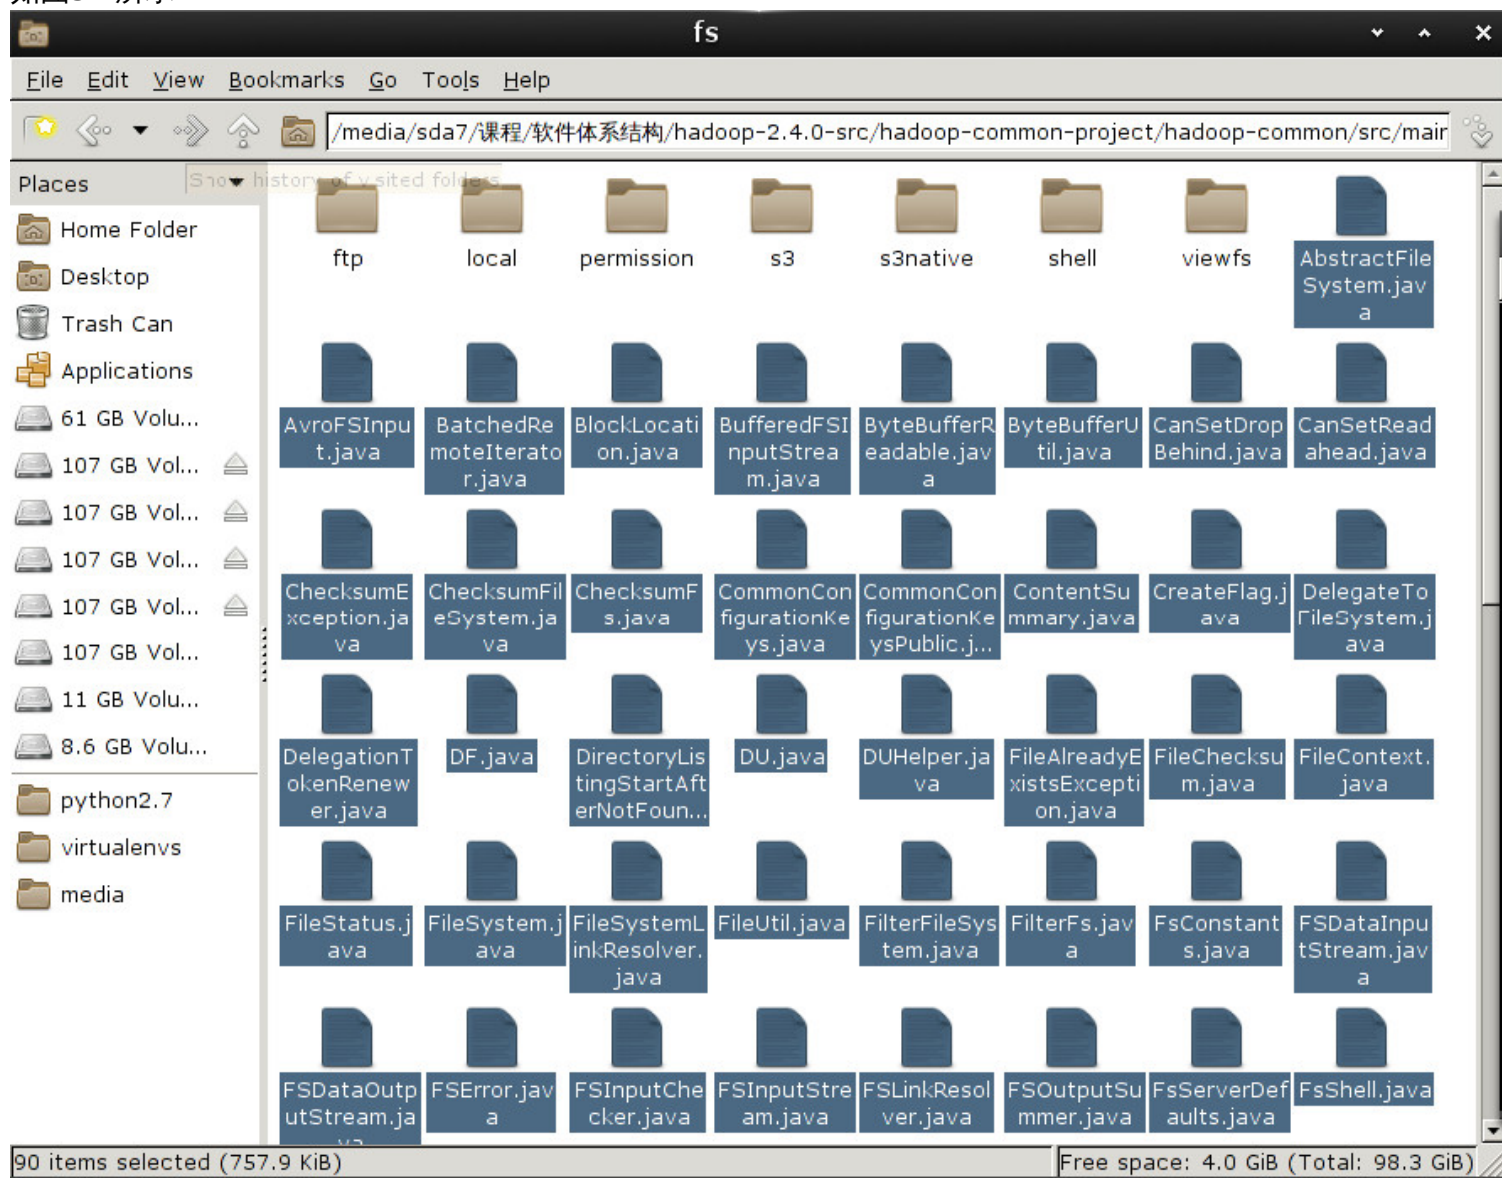 fs
File Edit View Bookmarks Go Tools Help
/media/sda7/课程/软件体系结构/hadoop-2.4.0-src/hadoop-common-project/hadoop-common/src/mair
Places
Show history of visited folders
Home Folder
Desktop
Trash Can
Applications
61 GB Volu...
107 GB Vol...
107 GB Vol...
107 GB Vol...
107 GB Vol...
107 GB Vol...
11 GB Volu...
8.6 GB Volu...
python2.7
virtualenvs
media
ftp local permission s3 s3native shell viewfs AbstractFile
System.jav
a
AvroFSInpu BatchedRe BlockLocati BufferedFSI ByteBufferR ByteBufferU CanSetDrop CanSetRead
t.java moteIterato on.java nputStrea eadable.jav til.java Behind.java ahead.java
r.java m.java a
ChecksumE ChecksumFil ChecksumF CommonCon CommonCon ContentSu CreateFlag.j DelegateTo
xception.ja eSystem.ja s.java figurationKe figurationKe mmary.java ava FileSystem.j
va va ys.java ysPublic.j... ava
DelegationT DF.java DirectoryLis DU.java DUHelper.ja FileAlreadyE FileChecksu FileContext.
okenRenew tingStartAft va xistsExcepti m.java java
er.java erNotFoun... on.java
FileStatus.j FileSystem.j FileSystemL FileUtil.java FilterFileSys FilterFs.jav FsConstant FSDataInpu
ava ava inkResolver. tem.java a s.java tStream.jav
java a
FSDataOutp FSError.jav FSInputChe FSInputStre FSLinkResol FSOutputSu FsServerDef FsShell.java
utStream.ja a cker.java am.java ver.java mmer.java aults.java
va
90 items selected (757.9 KiB) Free space: 4.0 GiB (Total: 98.3 GiB)